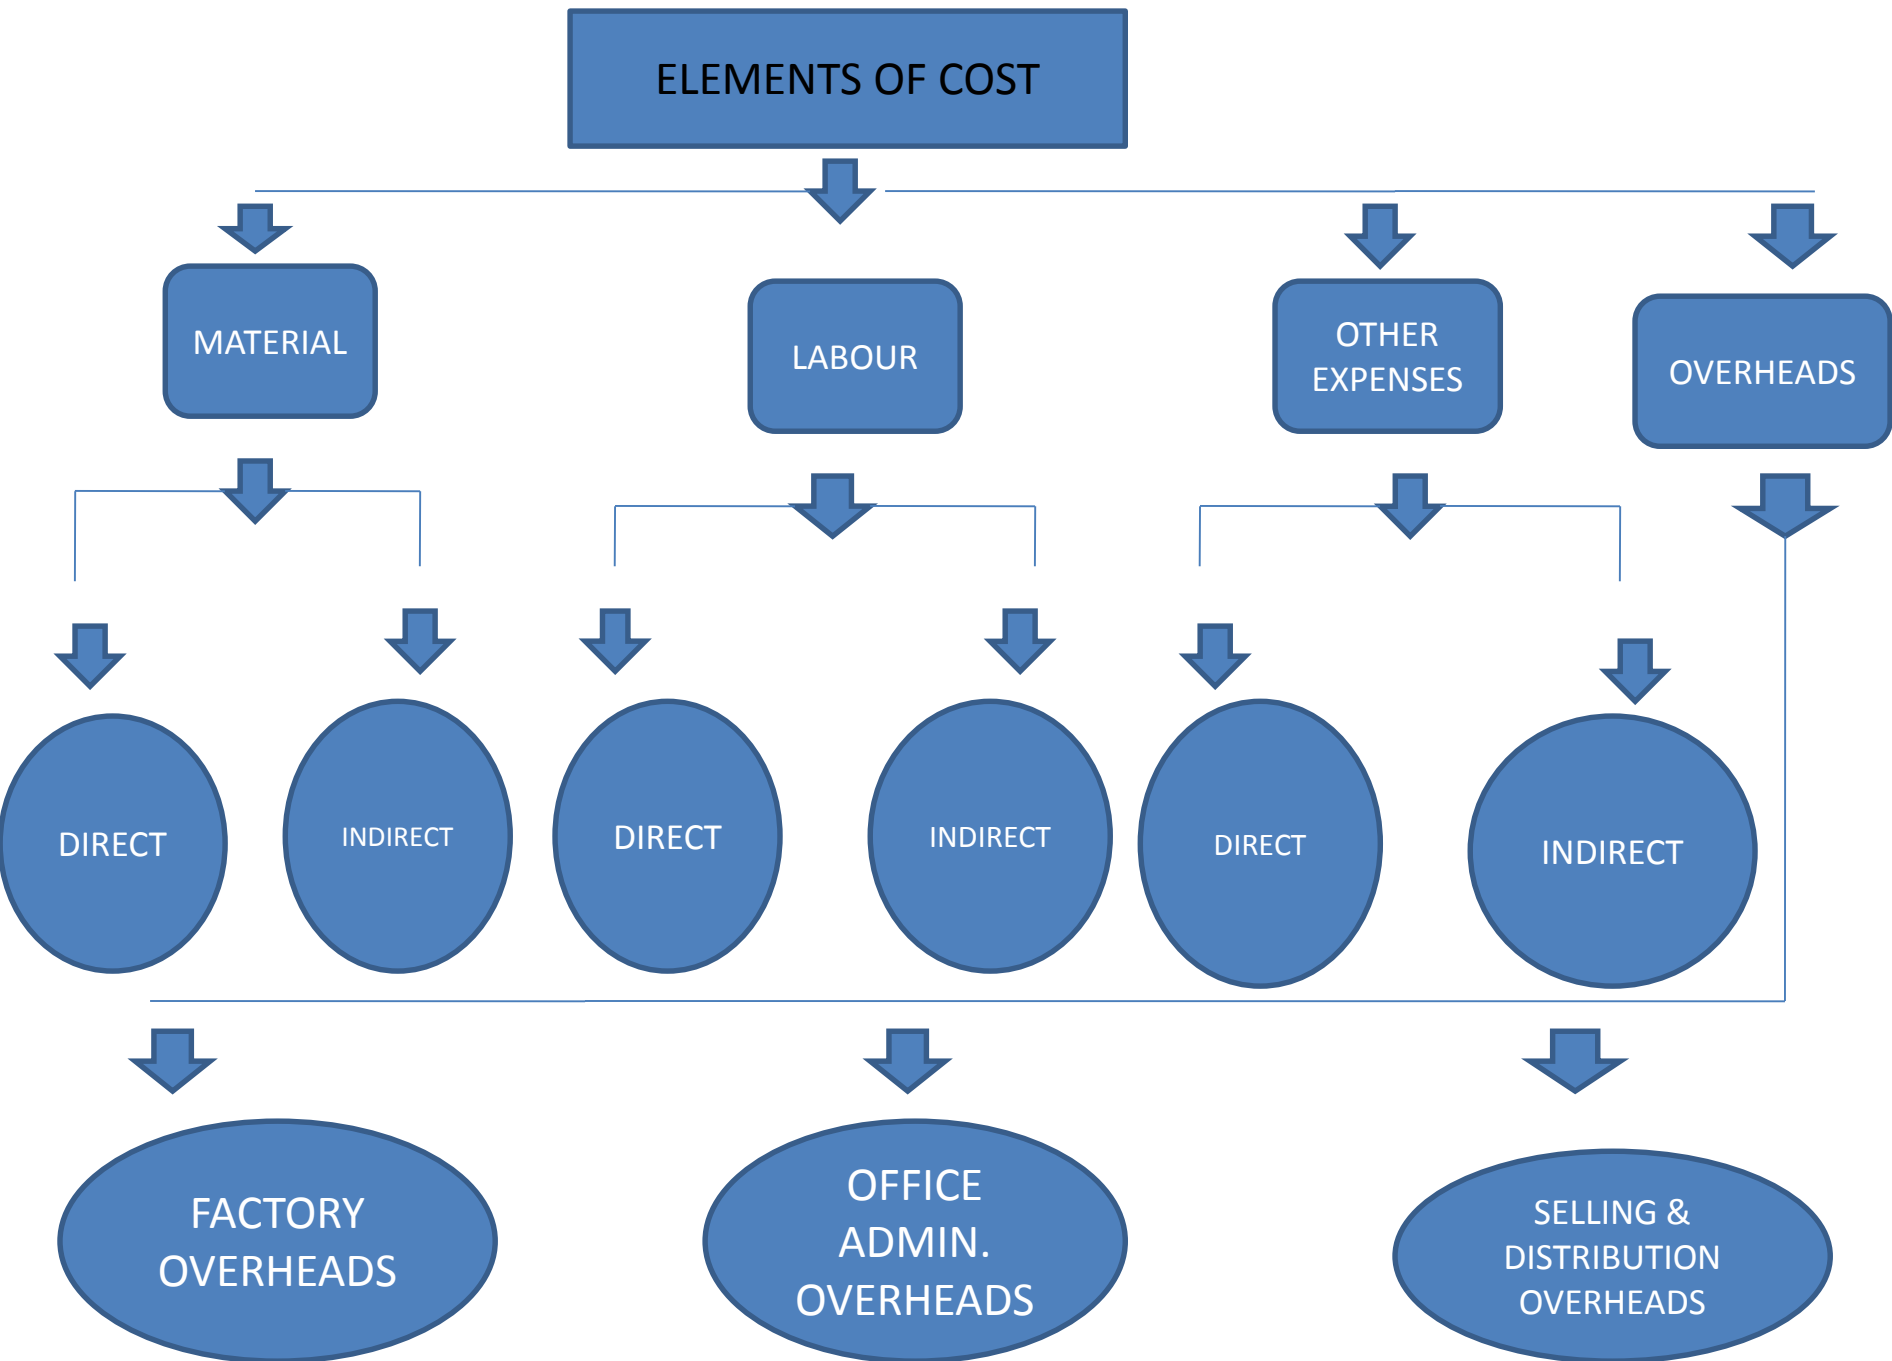 ELEMENTS OF COST
MATERIAL
LABOUR
OTHER
EXPENSES
OVERHEADS
DIRECT
INDIRECT
DIRECT
INDIRECT
DIRECT
INDIRECT
FACTORY
OVERHEADS
OFFICE
ADMIN.
OVERHEADS
SELLING &
DISTRIBUTION
OVERHEADS